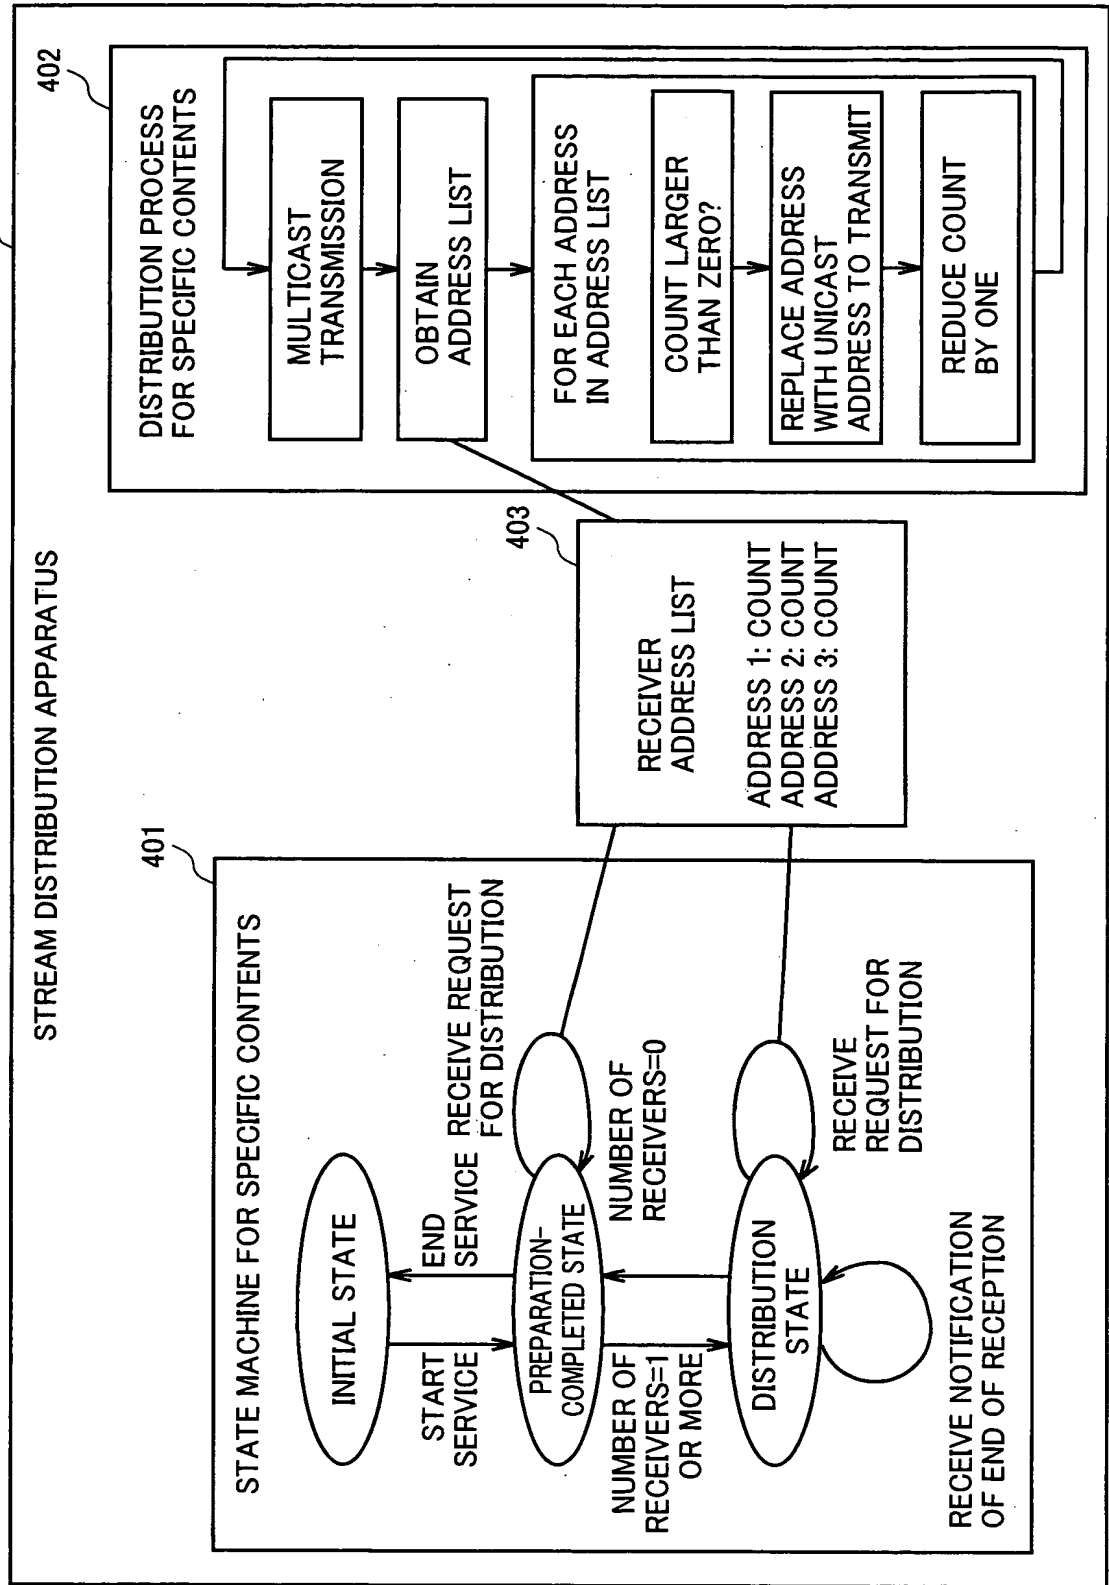 STREAM DISTRIBUTION APPARATUS
401
STATE MACHINE FOR SPECIFIC CONTENTS
INITIAL STATE
START
SERVICE
END
SERVICE
RECEIVE REQUEST
FOR DISTRIBUTION
PREPARATION-
COMPLETED STATE
NUMBER OF
RECEIVERS=1
OR MORE
NUMBER OF
RECEIVERS=0
DISTRIBUTION
STATE
RECEIVE
REQUEST FOR
DISTRIBUTION
RECEIVE NOTIFICATION
OF END OF RECEPTION
403
RECEIVER
ADDRESS LIST
ADDRESS 1: COUNT
ADDRESS 2: COUNT
ADDRESS 3: COUNT
402
DISTRIBUTION PROCESS
FOR SPECIFIC CONTENTS
MULTICAST
TRANSMISSION
OBTAIN
ADDRESS LIST
FOR EACH ADDRESS
IN ADDRESS LIST
COUNT LARGER
THAN ZERO?
REPLACE ADDRESS
WITH UNICAST
ADDRESS TO TRANSMIT
REDUCE COUNT
BY ONE